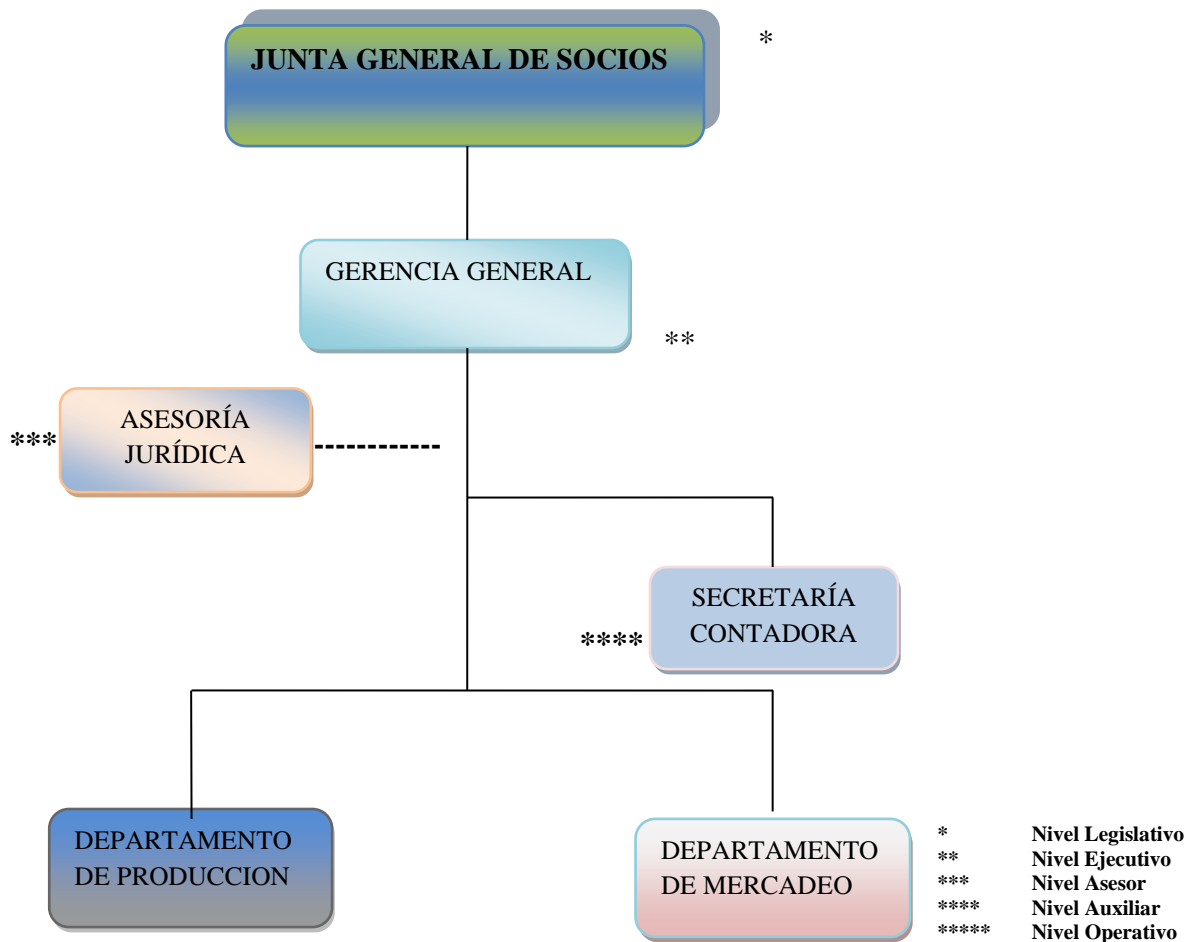 JUNTA GENERAL DE SOCIOS
*
GERENCIA GENERAL
**
ASESORÍA
JURÍDICA
***
SECRETARÍA
CONTADORA
****
DEPARTAMENTO
DE PRODUCCION
DEPARTAMENTO
DE MERCADEO
* Nivel Legislativo
** Nivel Ejecutivo
*** Nivel Asesor
**** Nivel Auxiliar
***** Nivel Operativo